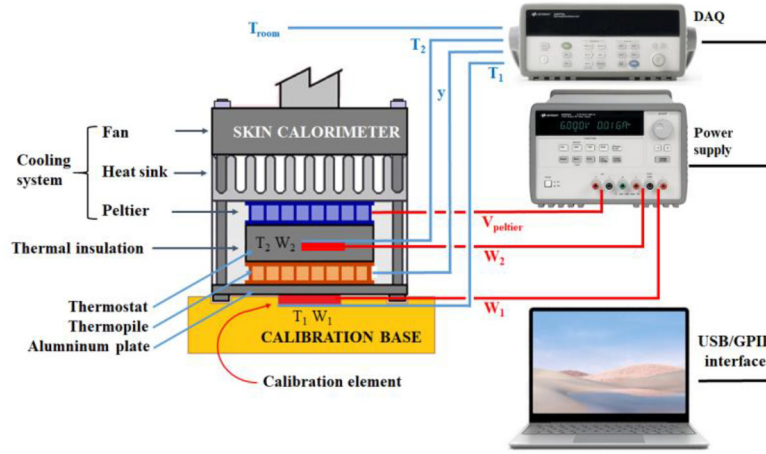 T room
T2
y
T1
DAQ
SKIN CALORIMETER
Fan
Cooling
system
Heat sink
Peltier
Thermal insulation
T2 W2
Thermostat
Thermopile
Alumninum plate
T1 W1
CALIBRATION BASE
Calibration element
Power
supply
Vpeltier
W2
W1
USB/GPII
interface